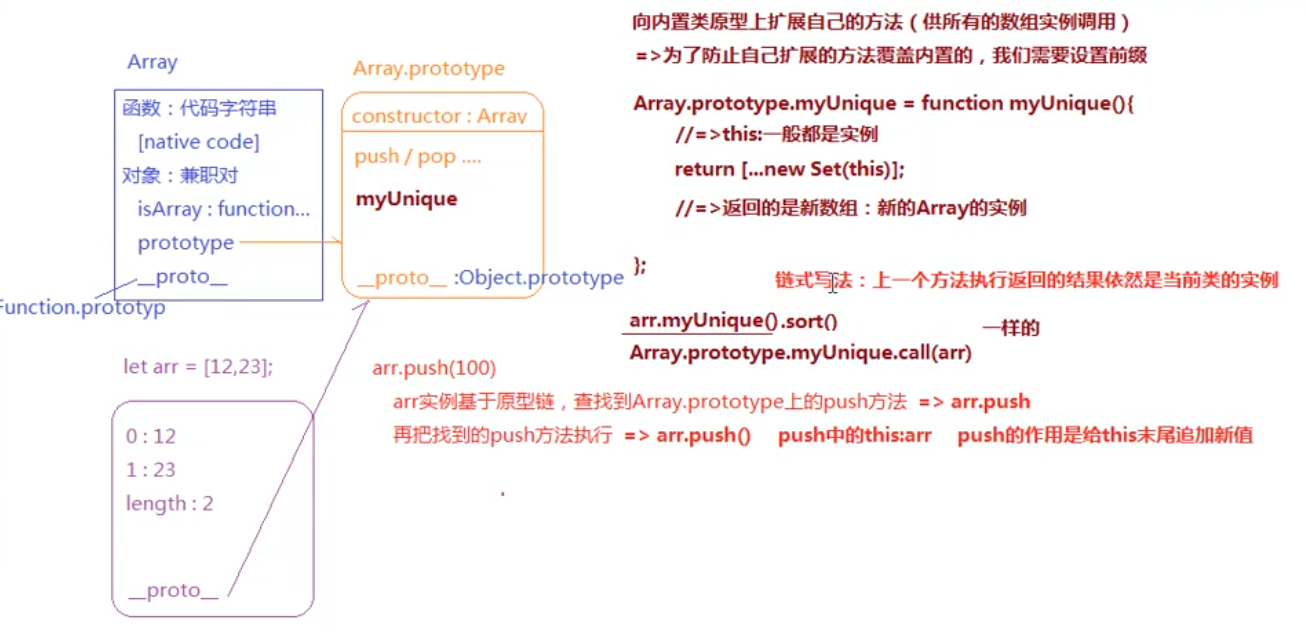 向内置类原型上扩展自己的方法（供所有的数组实例调用）
=>为了防止自己扩展的方法覆盖内置的，我们需要设置前缀
Array
函数：代码字符串
[native code]
对象：兼职对
isArray : function...
prototype
__proto__
Function.prototyp
Array.prototype
constructor : Array
push / pop ....
myUnique
__proto__ :Object.prototype
Array.prototype.myUnique = function myUnique(){
//=>this:一般都是实例
return [...new Set(this)];
//=>返回的是新数组：新的Array的实例
};
链式写法：上一个方法执行返回的结果依然是当前类的实例
arr.myUnique().sort()
一样的
Array.prototype.myUnique.call(arr)
let arr = [12,23];
0 : 12
1 : 23
length : 2
__proto__
arr.push(100)
arr实例基于原型链，查找到Array.prototype上的push方法 => arr.push
再把找到的push方法执行 => arr.push() push中的this:arr push的作用是给this末尾追加新值